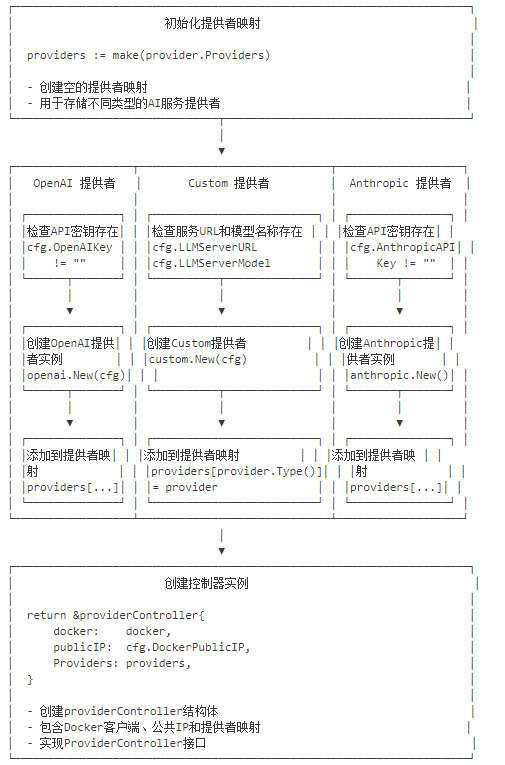 初始化提供者映射
providers := make(provider.Providers)
- 创建空的提供者映射
- 用于存储不同类型的AI服务提供者
OpenAI 提供者 Custom 提供者 Anthropic 提供者
检查API密钥存在 检查服务URL和模型名称存在 检查API密钥存在
cfg.OpenAIKey cfg.LLMServerURL cfg.AnthropicAPI
!= "" cfg.LLMServerModel Key != ""
创建OpenAI提供 创建Custom提供者 创建Anthropic提
者实例 custom.New(cfg) 供者实例
openai.New(cfg) anthropic.New()
添加到提供者映 添加到提供者映射 添加到提供者映
射 providers[provider.Type()] 射
providers[...] = provider providers[...]
创建控制器实例
return &providerController{
docker: docker,
publicIP: cfg.DockerPublicIP,
Providers: providers,
}
- 创建providerController结构体
- 包含Docker客户端、公共IP和提供者映射
- 实现ProviderController接口